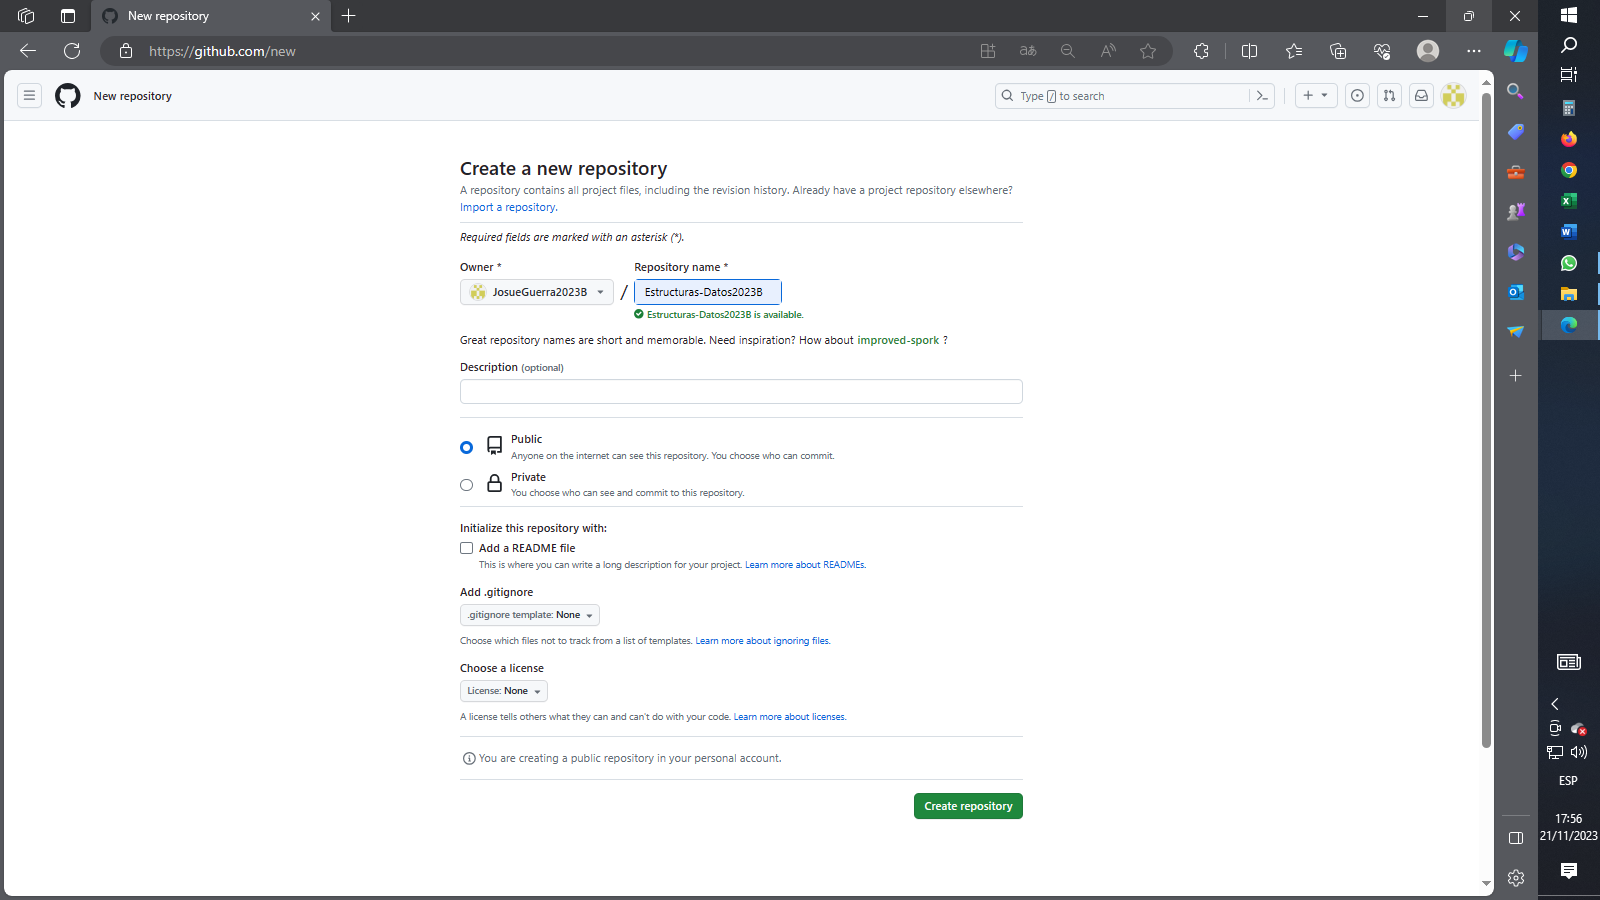 New repository
https://github.com/new
New repository
Type / to search
Create a new repository
A repository contains all project files, including the revision history. Already have a project repository elsewhere?
Import a repository.
Required fields are marked with an asterisk (*).
Owner *
Repository name *
JosueGuerra2023B
/
Estructuras-Datos2023B
Estructuras-Datos2023B is available.
Great repository names are short and memorable. Need inspiration? How about improved-spork ?
Description (optional)
Public
Anyone on the internet can see this repository. You choose who can commit.
Private
You choose who can see and commit to this repository.
Initialize this repository with:
Add a README file
This is where you can write a long description for your project. Learn more about READMEs.
Add .gitignore
.gitignore template: None
Choose which files not to track from a list of templates. Learn more about ignoring files.
Choose a license
License: None
A license tells others what they can and can't do with your code. Learn more about licenses.
You are creating a public repository in your personal account.
Create repository
ESP
17:56
21/11/2023